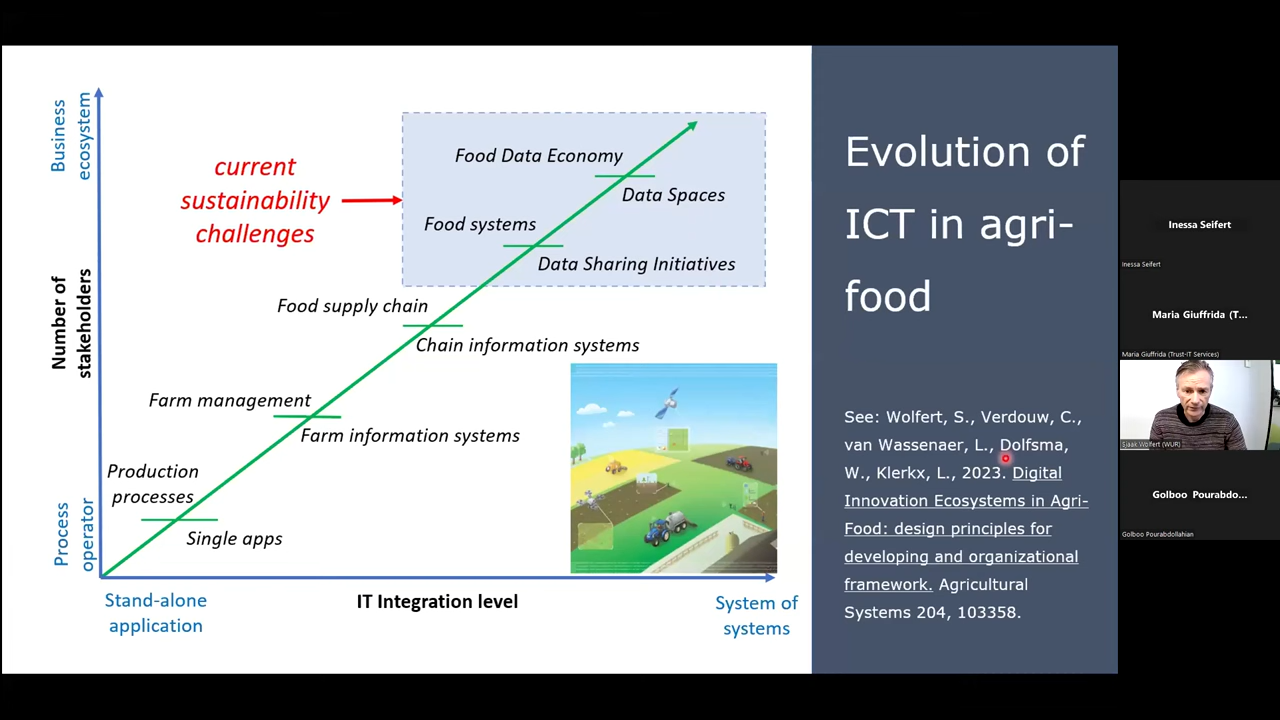 Business
ecosystem
Number of
stakeholders
Process
operator
current
sustainability
challenges
Food Data Economy
Data Spaces
Food systems
Data Sharing Initiatives
Food supply chain
Chain information systems
Farm management
Farm information systems
Production
processes
Single apps
Stand-alone
application
IT Integration level
System of
systems
Evolution of
ICT in agri-
food
See: Wolfert, S., Verdouw, C.,
van Wassenaer, L., Dolfsma,
W., Klerkx, L., 2023. Digital
Innovation Ecosystems in Agri-
Food: design principles for
developing and organizational
framework. Agricultural
Systems 204, 103358.
Inessa Seifert
Inessa Seifert
Maria Giuffrida (T...
Maria Giuffrida (Trust-IT Services)
Sjaak Wolfert (WUR)
Golboo Pourabdo...
Golboo Pourabdollahian